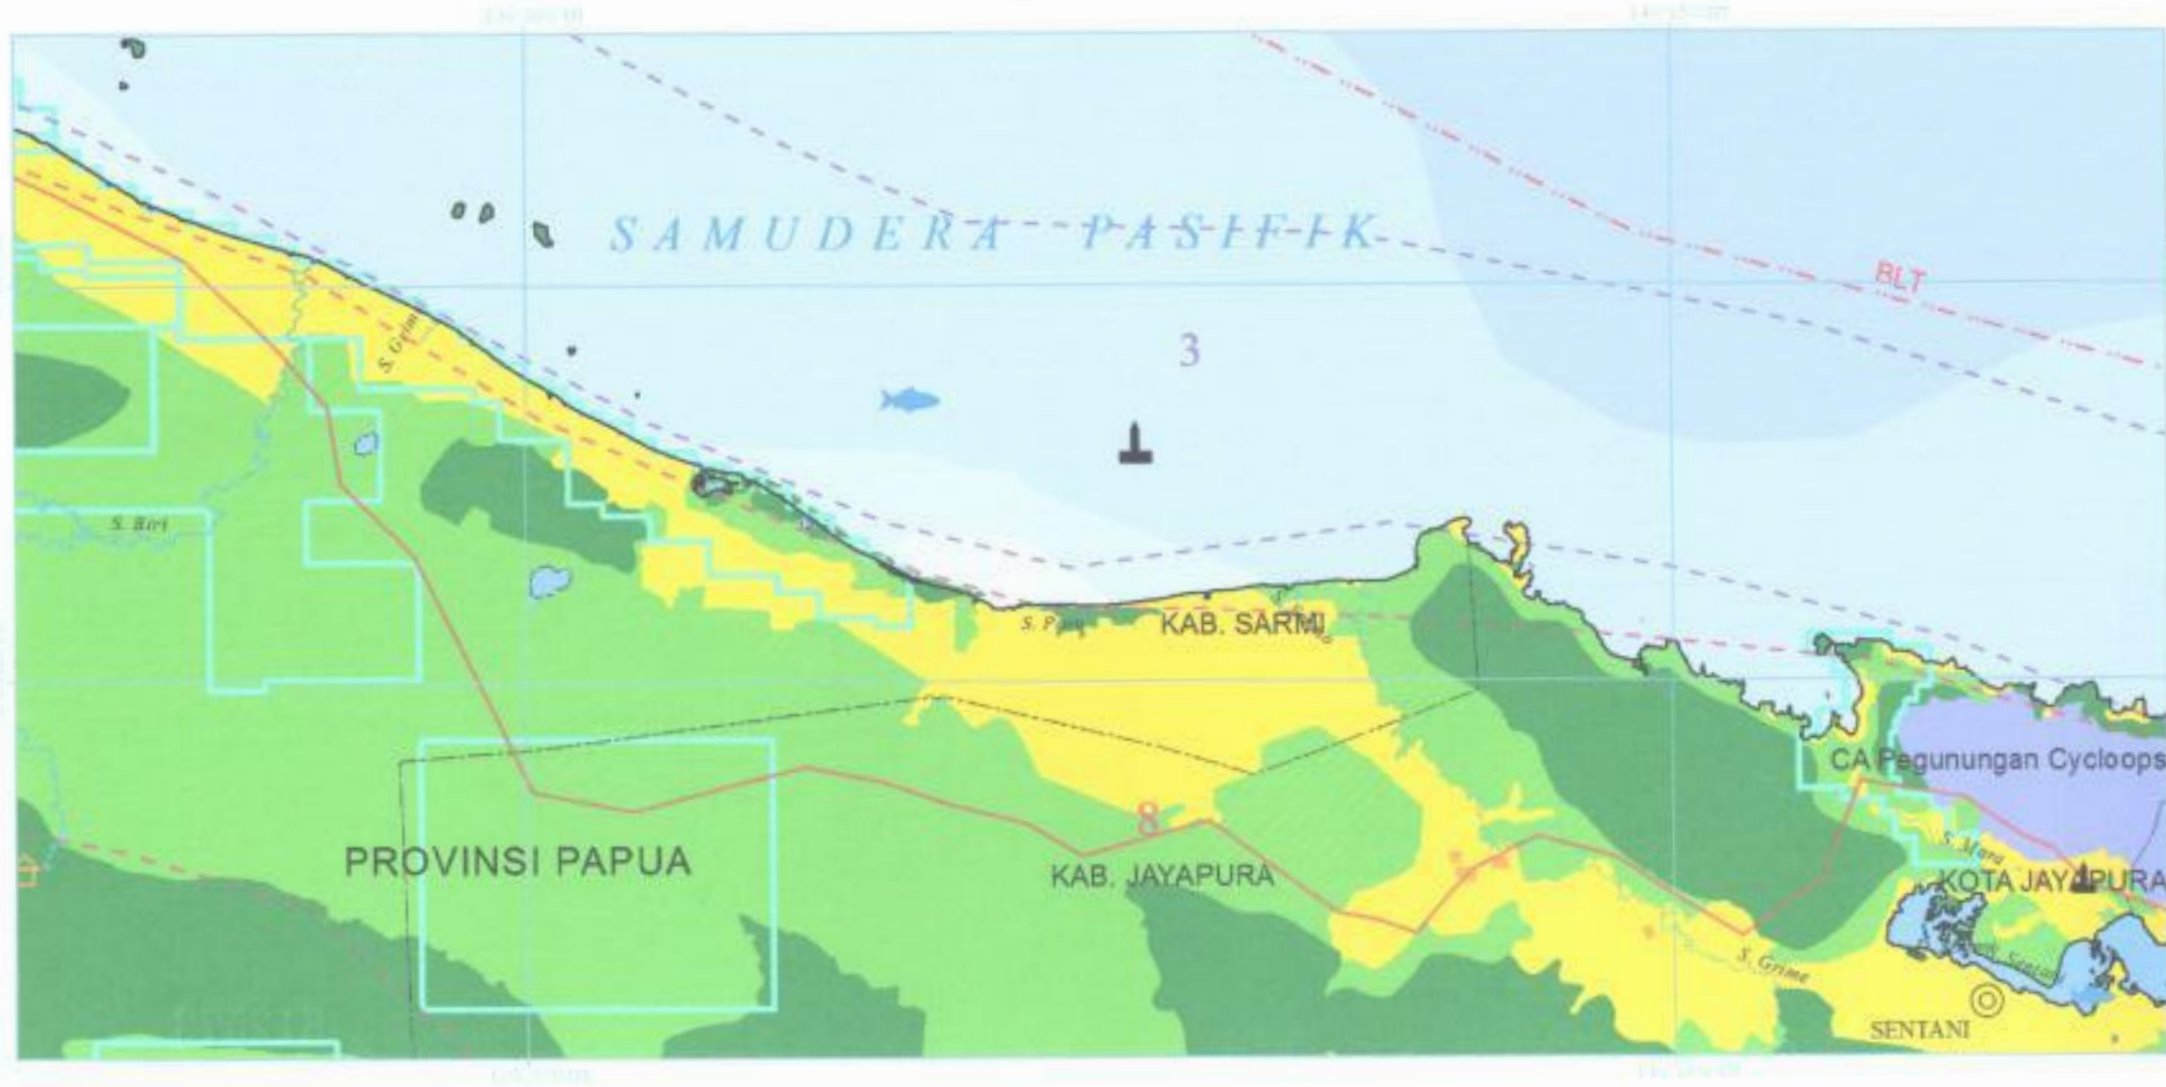 SAMUDERA PASIFIK
BLT
3
S. Biri
KAB. SARMI
CA Pegunungan Cycloops
8
PROVINSI PAPUA
KAB. JAYAPURA
S. Muru
KOTA JAYAPURA
S. Grime
SENTANI